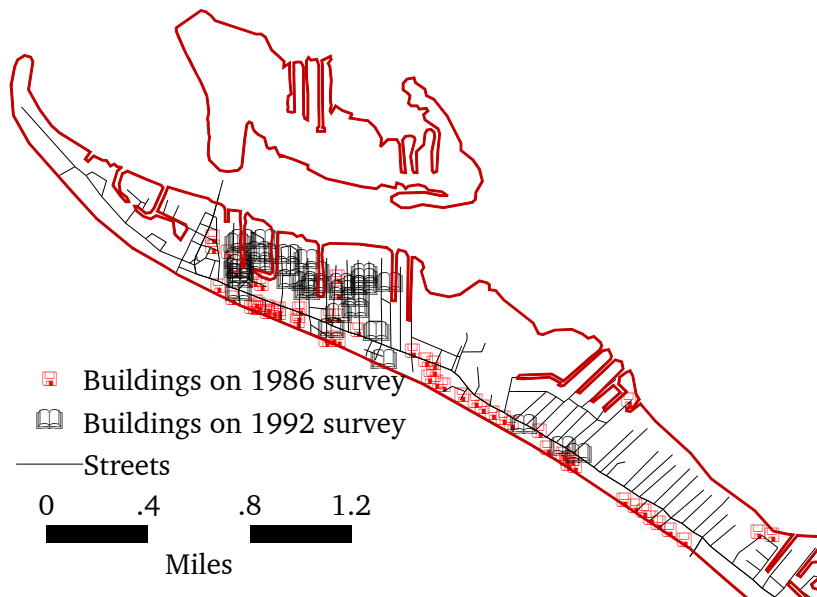 Buildings on 1986 survey
Buildings on 1992 survey
Streets
0 .4 .8 1.2
Miles